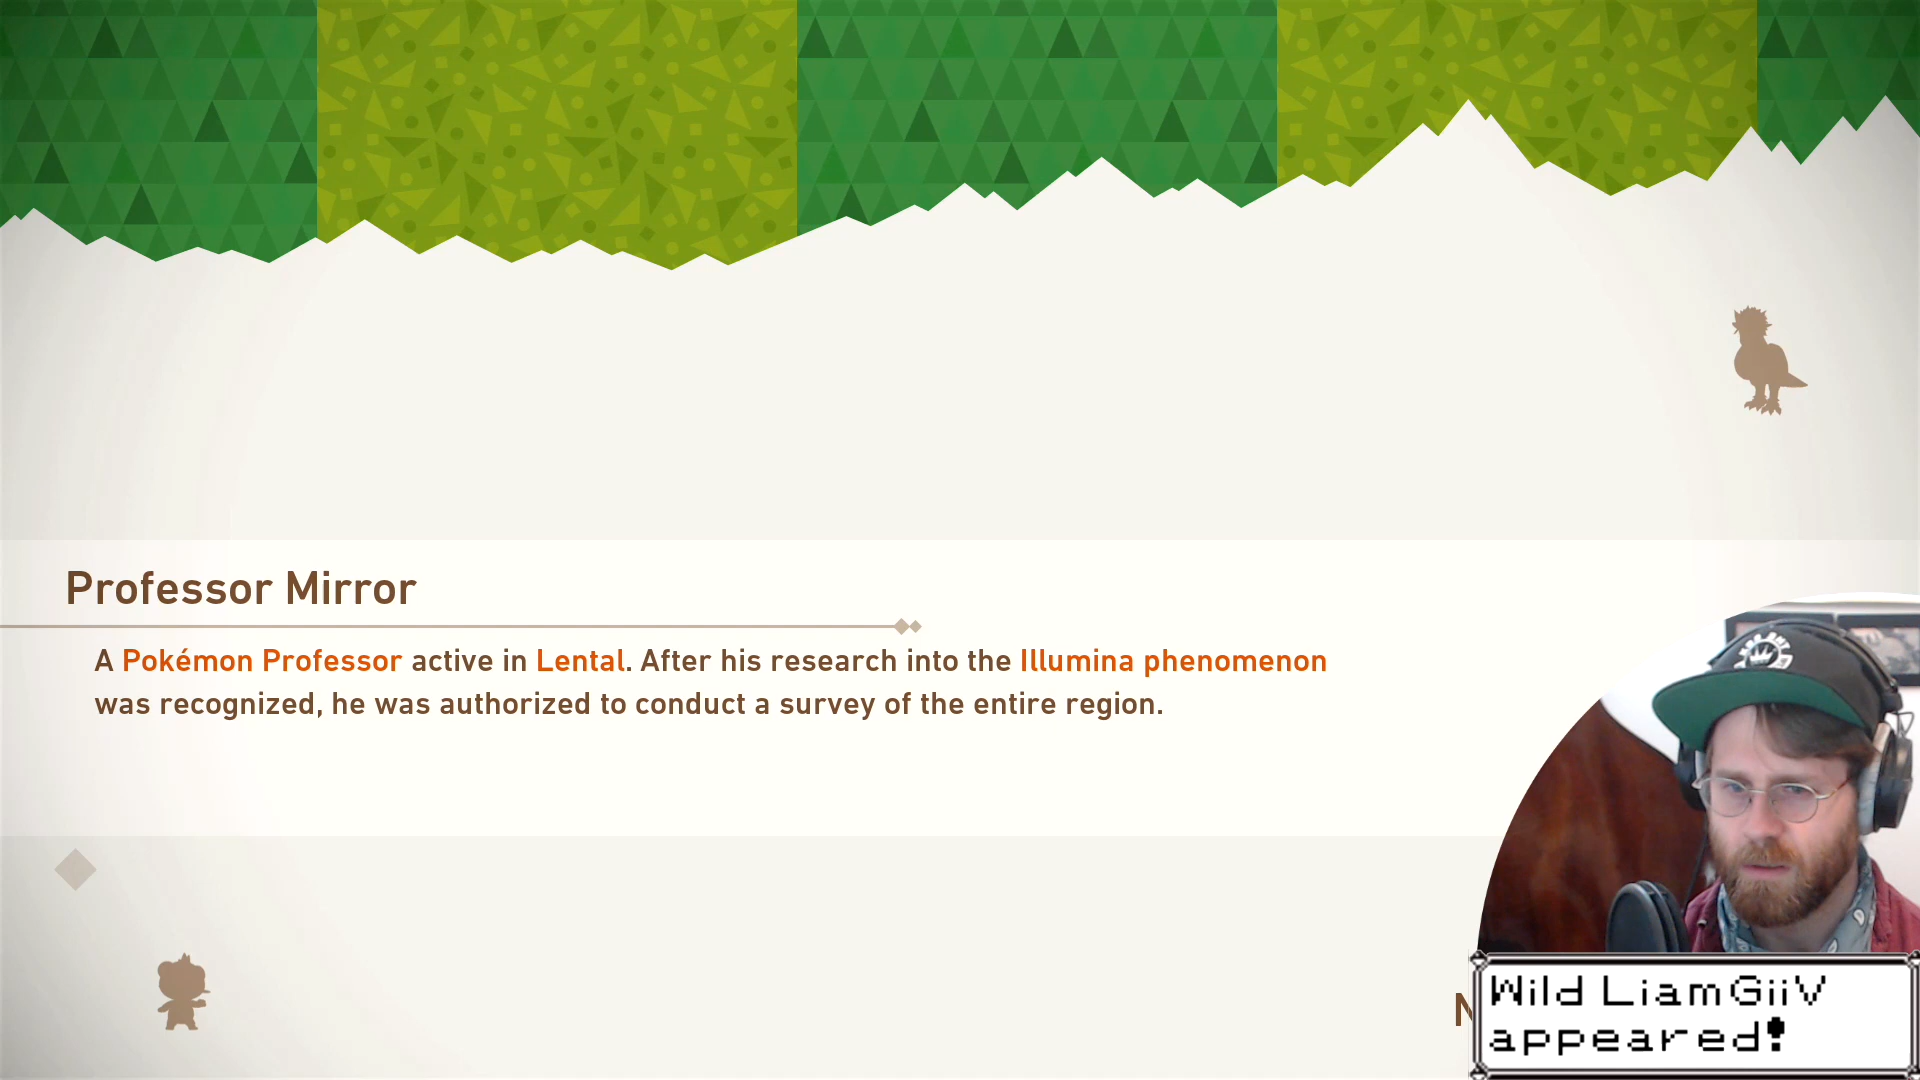 Professor Mirror
A Pokémon Professor active in Lental. After his research into the Illumina phenomenon
was recognized, he was authorized to conduct a survey of the entire region.
Wild LiamGiiV
appeared!